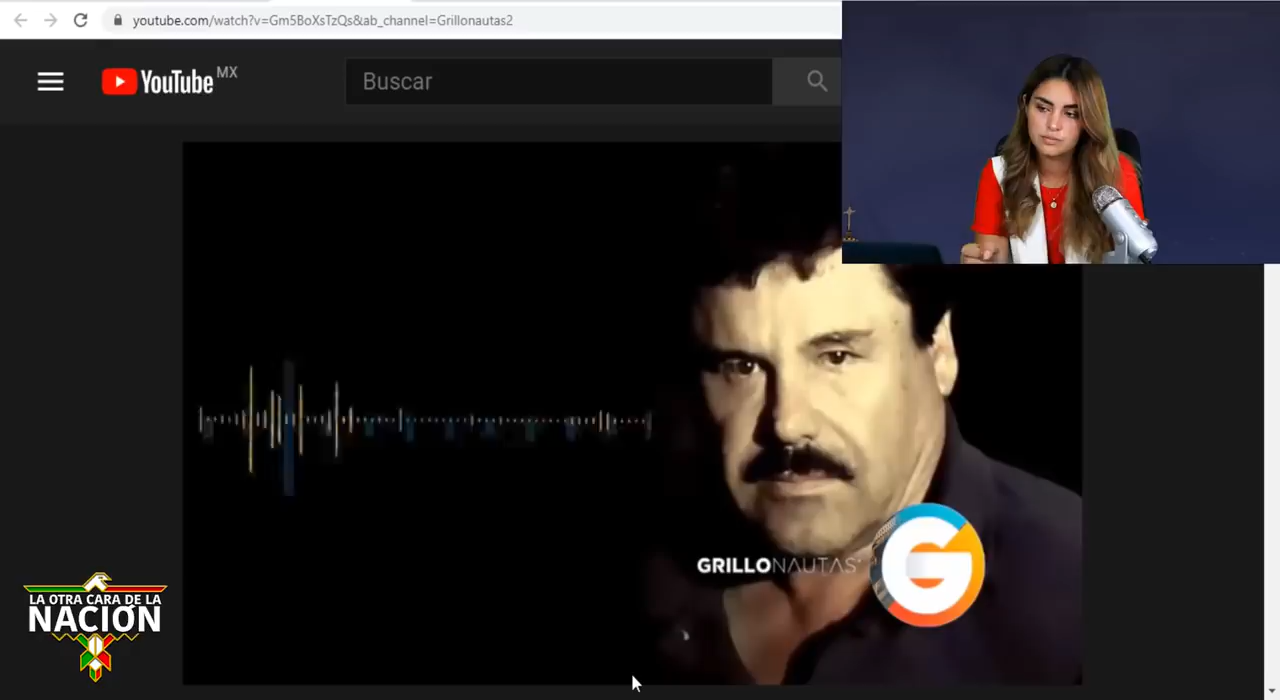 youtube.com/watch?v=Gm5BoXsTzQs&ab_channel=Grillonautas2
YouTube MX
Buscar
GRILLONAUTAS
G
LA OTRA CARA DE LA
NACIÓN